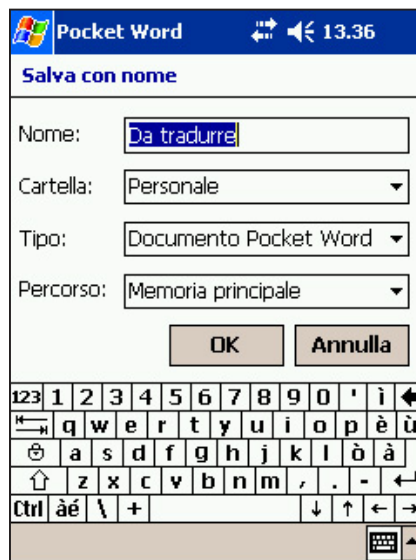 Pocket Word 13.36
Salva con nome
Nome: Da tradurre
Cartella: Personale
Tipo: Documento Pocket Word
Percorso: Memoria principale
OK Annulla
123 1 2 3 4 5 6 7 8 9 0 ' ì
q w e r t y u i o p è ù
a s d f g h j k l ò à
z x c v b n m , . -
Ctrl àé \ +